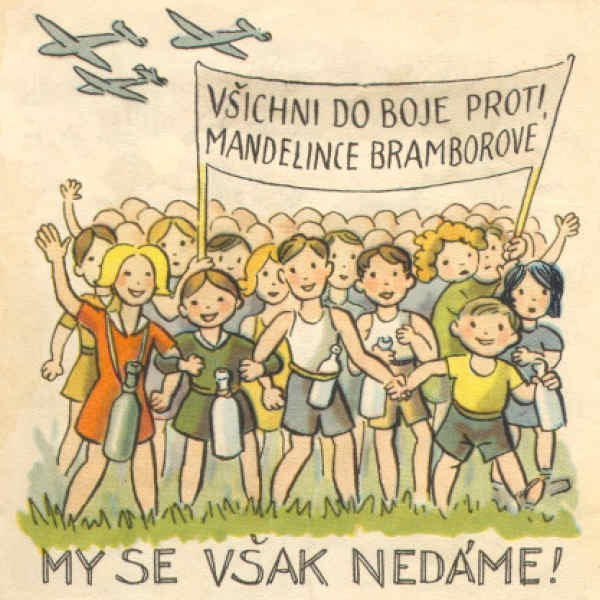 VŠICHNI DO BOJE PROTI
MANDELINCE BRAMBOROVÉ
MY SE VŠAK NEDÁME!